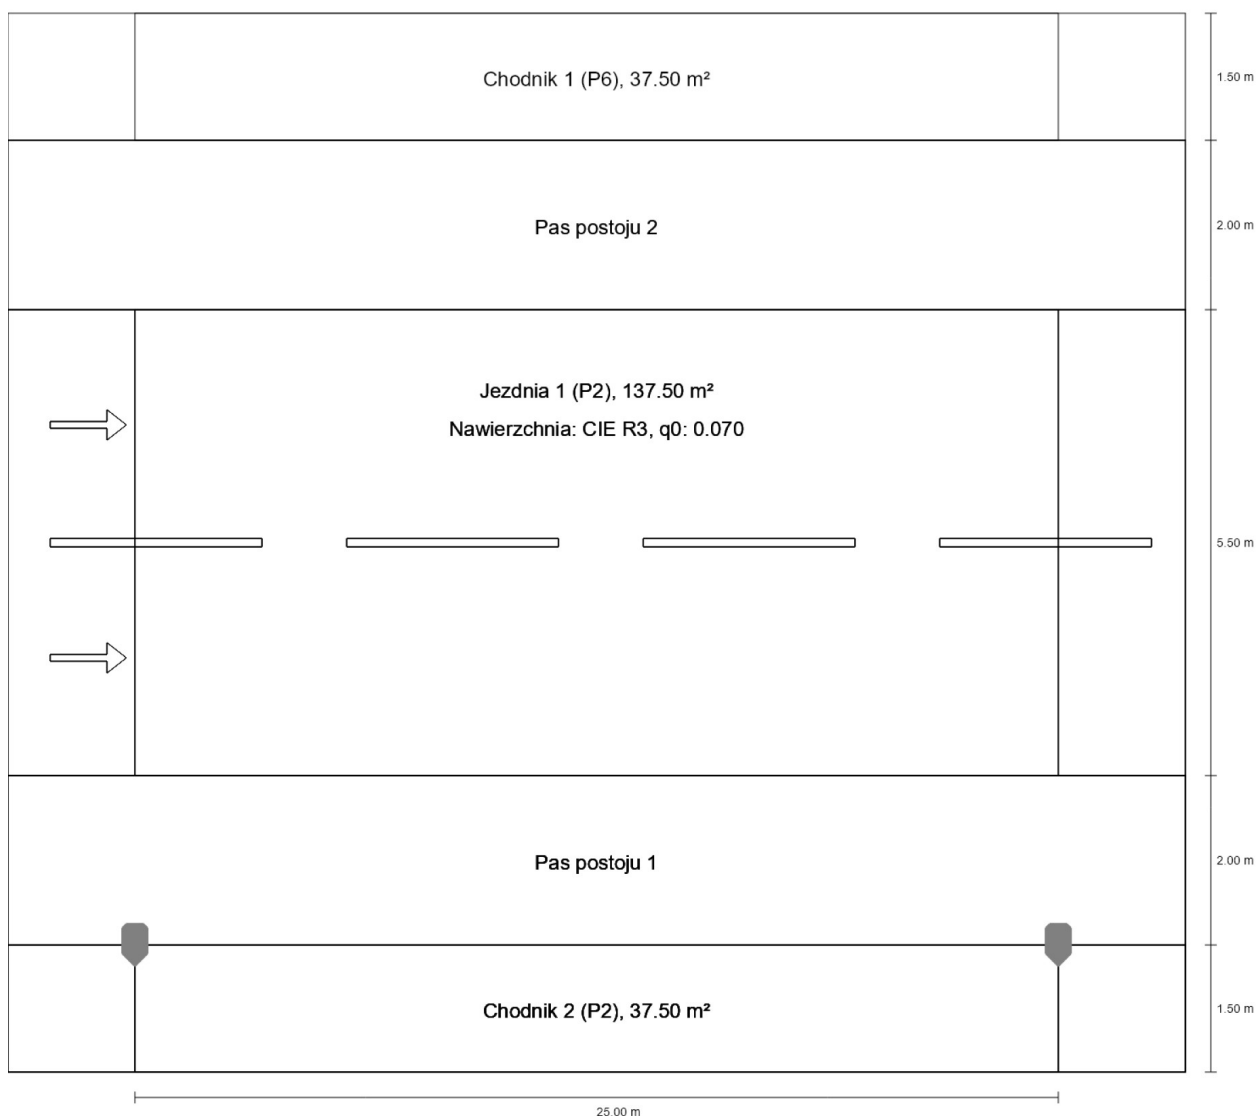 Chodnik 1 (P6), 37.50 m²
1.50 m
Pas postoju 2
2.00 m
Jezdnia 1 (P2), 137.50 m²
Nawierzchnia: CIE R3, q0: 0.070
5.50 m
Pas postoju 1
2.00 m
Chodnik 2 (P2), 37.50 m²
1.50 m
25.00 m